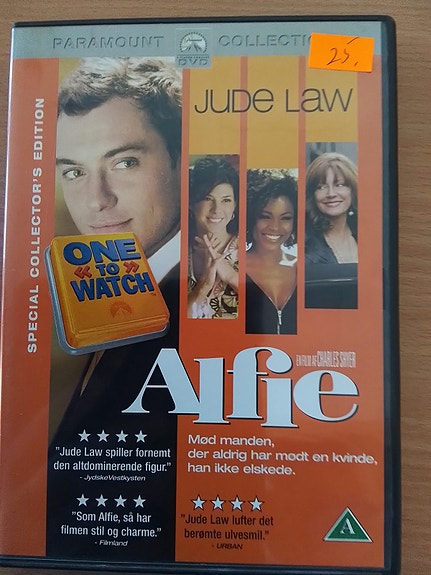 PARAMOUNT
DVD
COLLECTION
25,
JUDE LAW
SPECIAL COLLECTOR'S EDITION
ONE
« TO »
WATCH
Alfie
EN FILM AF CHARLES SHYER
Mød manden,
der aldrig har mødt en kvinde,
han ikke elskede.
"Jude Law spiller fornemt
den altdominerende figur."
- JydskeVestkysten
"Som Alfie, så har
filmen stil og charme."
- Filmland
"Jude Law lufter det
berømte ulvesmil."
- URBAN
A